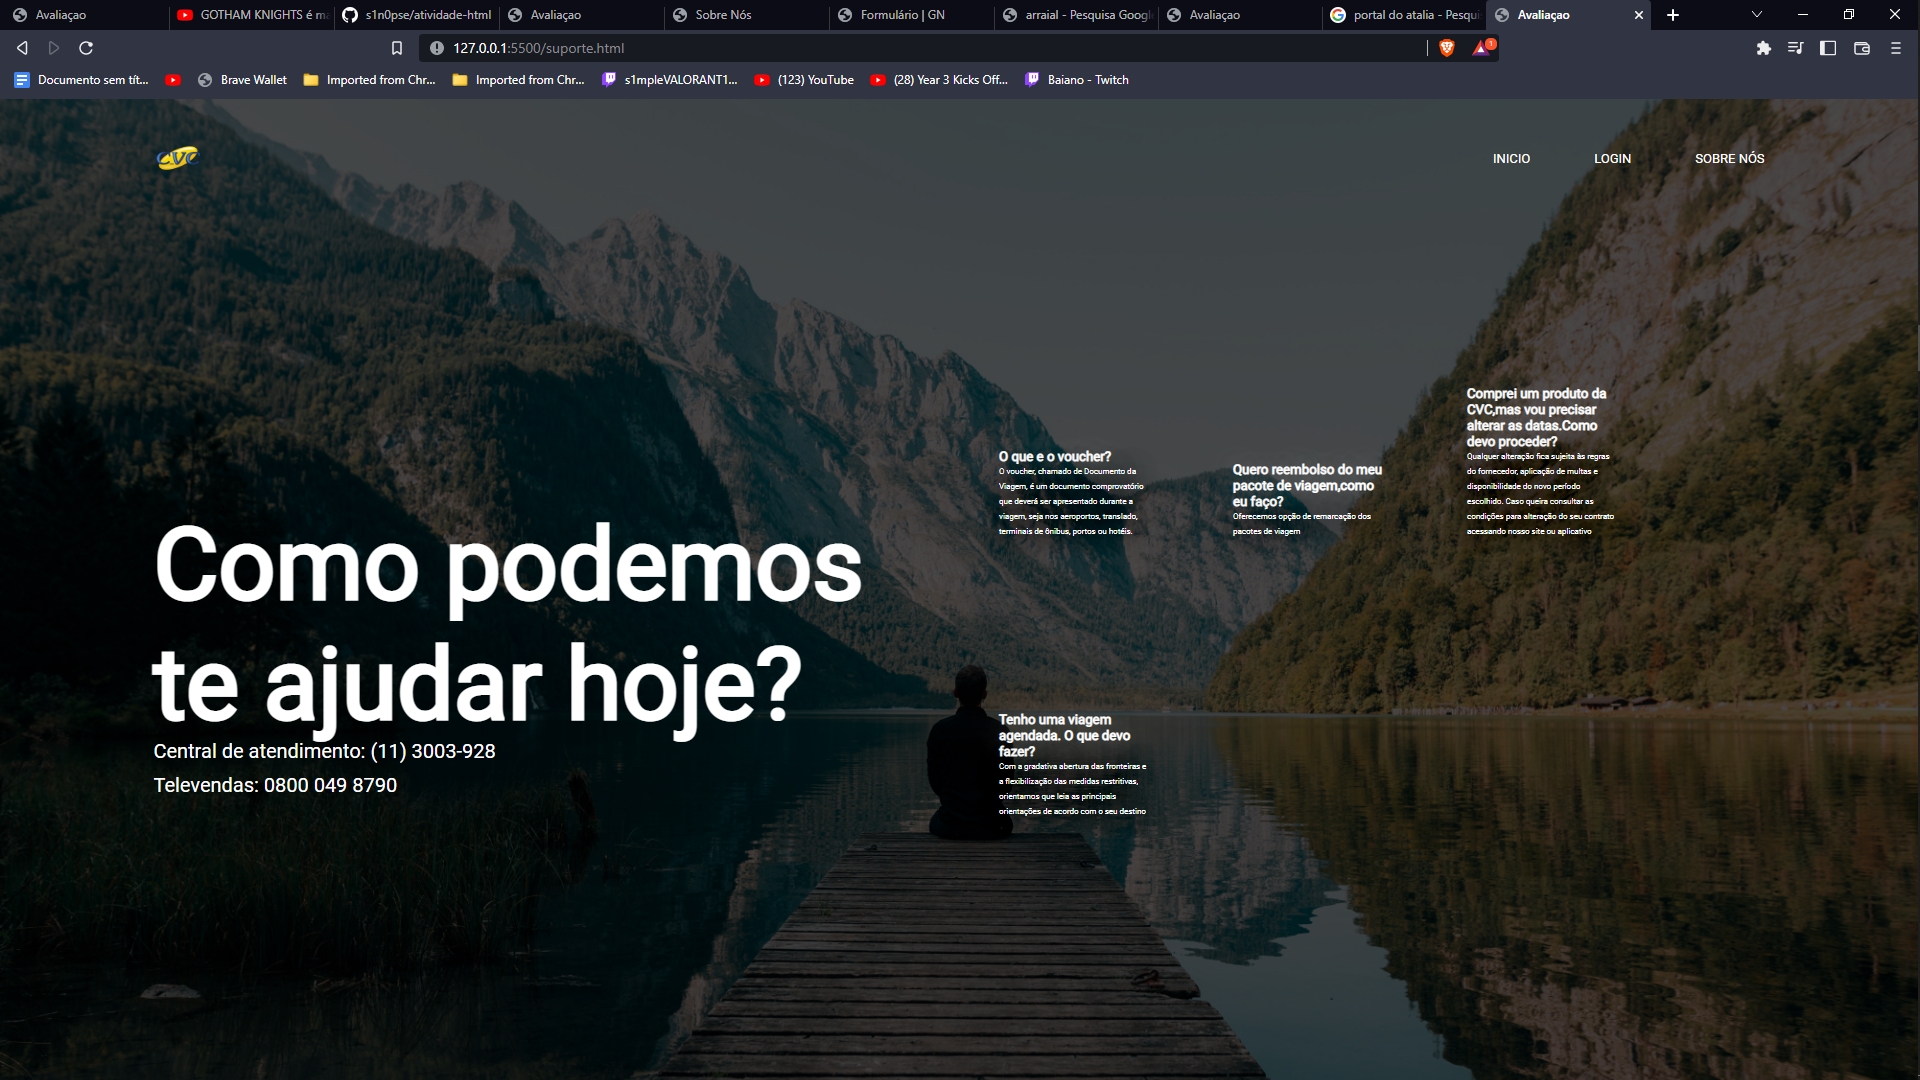 Avaliaçao
GOTHAM KNIGHTS é ma
s1n0pse/atividade-html
Avaliaçao
Sobre Nós
Formulário | GN
arraial - Pesquisa Googl
Avaliaçao
portal do atalia - Pesqui
Avaliaçao
127.0.0.1:5500/suporte.html
1
Documento sem tít...
Brave Wallet
Imported from Chr...
Imported from Chr...
s1mpleVALORANT1...
(123) YouTube
(28) Year 3 Kicks Off...
Baiano - Twitch
CVC
INICIO
LOGIN
SOBRE NÓS
Como podemos
te ajudar hoje?
Central de atendimento: (11) 3003-928
Televendas: 0800 049 8790
O que e o voucher?
O voucher, chamado de Documento da
Viagem, é um documento comprovatório
que deverá ser apresentado durante a
viagem, seja nos aeroportos, translado,
terminais de ônibus, portos ou hotéis.
Quero reembolso do meu
pacote de viagem,como
eu faço?
Oferecemos opção de remarcação dos
pacotes de viagem
Comprei um produto da
CVC,mas vou precisar
alterar as datas.Como
devo proceder?
Qualquer alteração fica sujeita às regras
do fornecedor, aplicação de multas e
disponibilidade do novo período
escolhido. Caso queira consultar as
condições para alteração do seu contrato
acessando nosso site ou aplicativo
Tenho uma viagem
agendada. O que devo
fazer?
Com a gradativa abertura das fronteiras e
a flexibilização das medidas restritivas,
orientamos que leia as principais
orientações de acordo com o seu destino